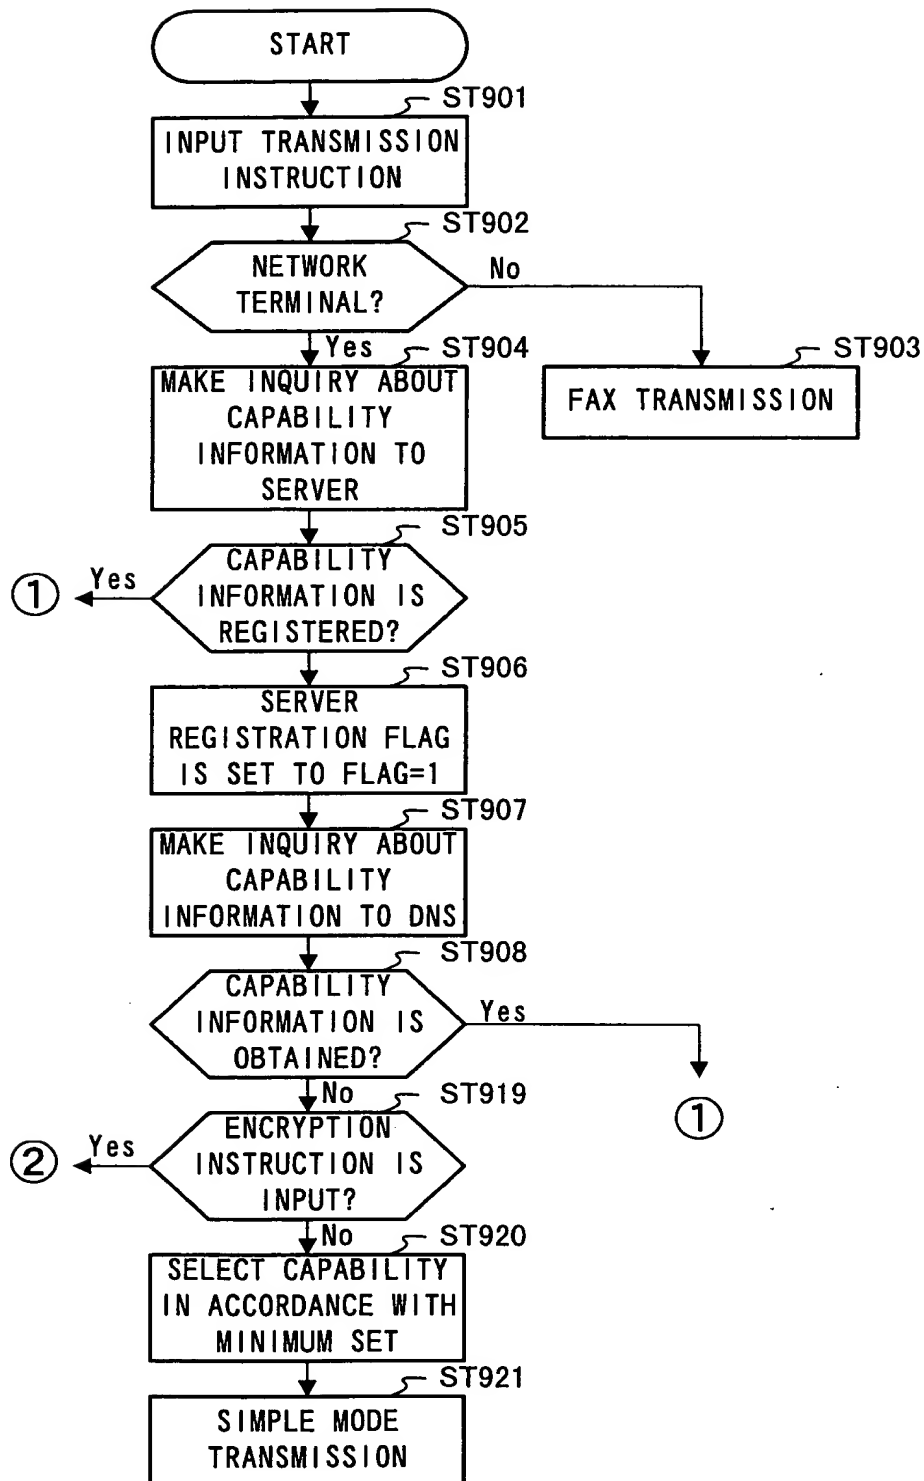 START
ST901
INPUT TRANSMISSION
INSTRUCTION
ST902
NETWORK
TERMINAL?
No
Yes
ST904
ST903
MAKE INQUIRY ABOUT
CAPABILITY
INFORMATION TO
SERVER
FAX TRANSMISSION
ST905
CAPABILITY
INFORMATION IS
REGISTERED?
Yes
①
ST906
SERVER
REGISTRATION FLAG
IS SET TO FLAG=1
ST907
MAKE INQUIRY ABOUT
CAPABILITY
INFORMATION TO DNS
ST908
CAPABILITY
INFORMATION IS
OBTAINED?
Yes
①
No
ST919
ENCRYPTION
INSTRUCTION IS
INPUT?
Yes
②
No
ST920
SELECT CAPABILITY
IN ACCORDANCE WITH
MINIMUM SET
ST921
SIMPLE MODE
TRANSMISSION